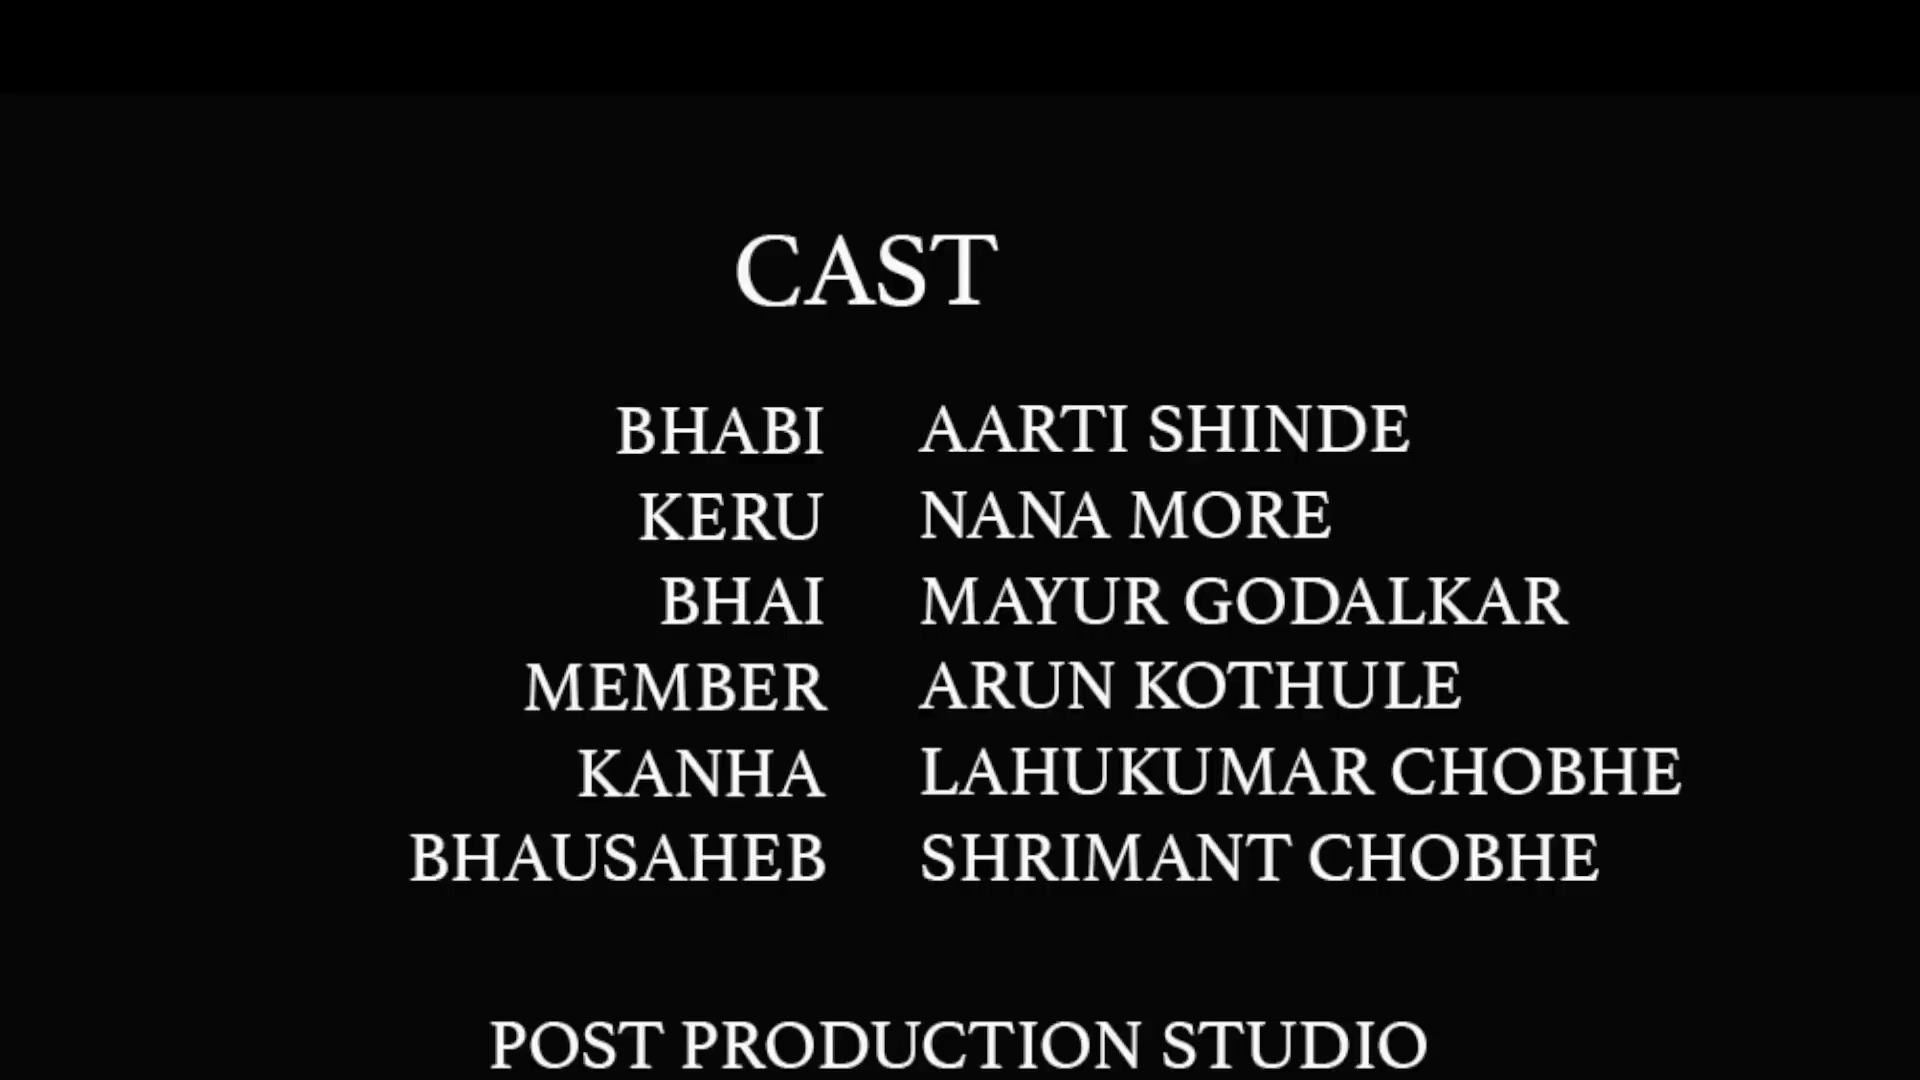 CAST
BHABI AARTI SHINDE
KERU NANA MORE
BHAI MAYUR GODALKAR
MEMBER ARUN KOTHULE
KANHA LAHUKUMAR CHOBHE
BHAUSAHEB SHRIMANT CHOBHE
POST PRODUCTION STUDIO